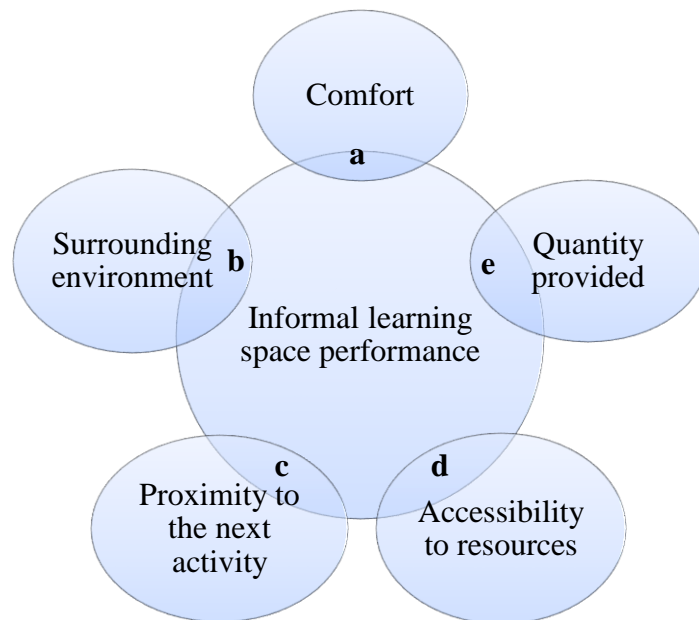 Comfort
a
Surrounding
environment
b
e
Quantity
provided
Informal learning
space performance
c
d
Proximity to
the next
activity
Accessibility
to resources